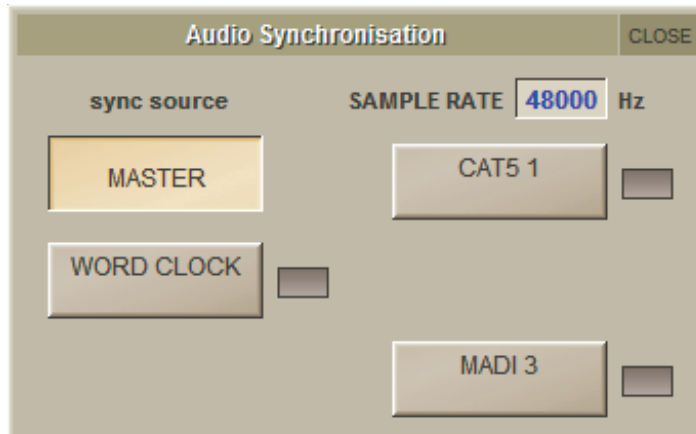 Audio Synchronisation CLOSE
sync source SAMPLE RATE 48000 Hz
MASTER CAT5 1
WORD CLOCK
MADI 3